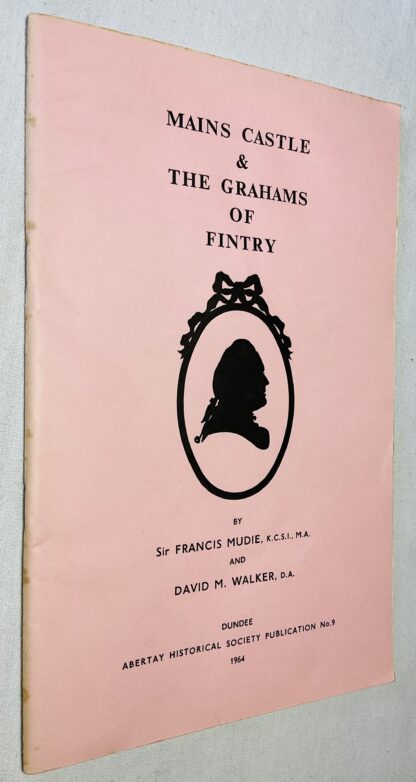 MAINS CASTLE
&
THE GRAHAMS
OF
FINTRY
BY
Sir FRANCIS MUDIE, K.C.S.I., M.A.
AND
DAVID M. WALKER, D.A.
DUNDEE
ABERTAY HISTORICAL SOCIETY PUBLICATION No.9
1964